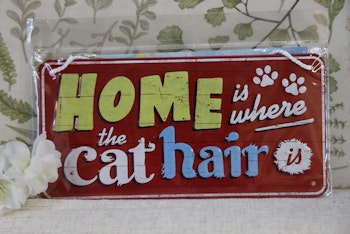 HOME is where
the cat hair is